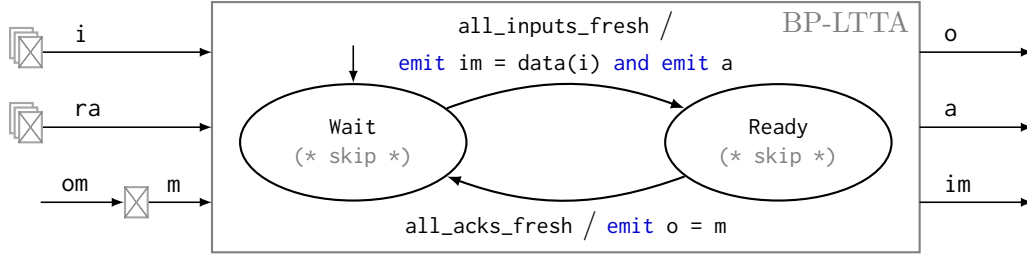 BP-LTTA
i
ra
om
m
all_inputs_fresh /
emit im = data(i) and emit a
Wait
(* skip *)
Ready
(* skip *)
all_acks_fresh / emit o = m
o
a
im